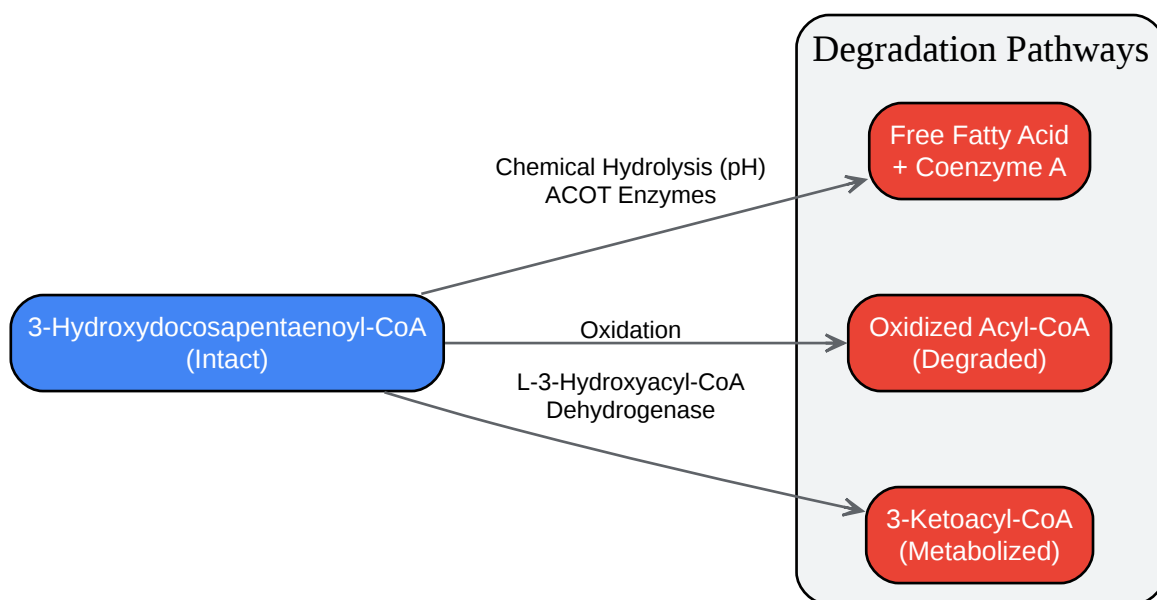 Degradation Pathways
Free Fatty Acid
+ Coenzyme A
Chemical Hydrolysis (pH)
ACOT Enzymes
3-Hydroxydocosapentaenoyl-CoA
(Intact)
Oxidation
Oxidized Acyl-CoA
(Degraded)
L-3-Hydroxyacyl-CoA
Dehydrogenase
3-Ketoacyl-CoA
(Metabolized)